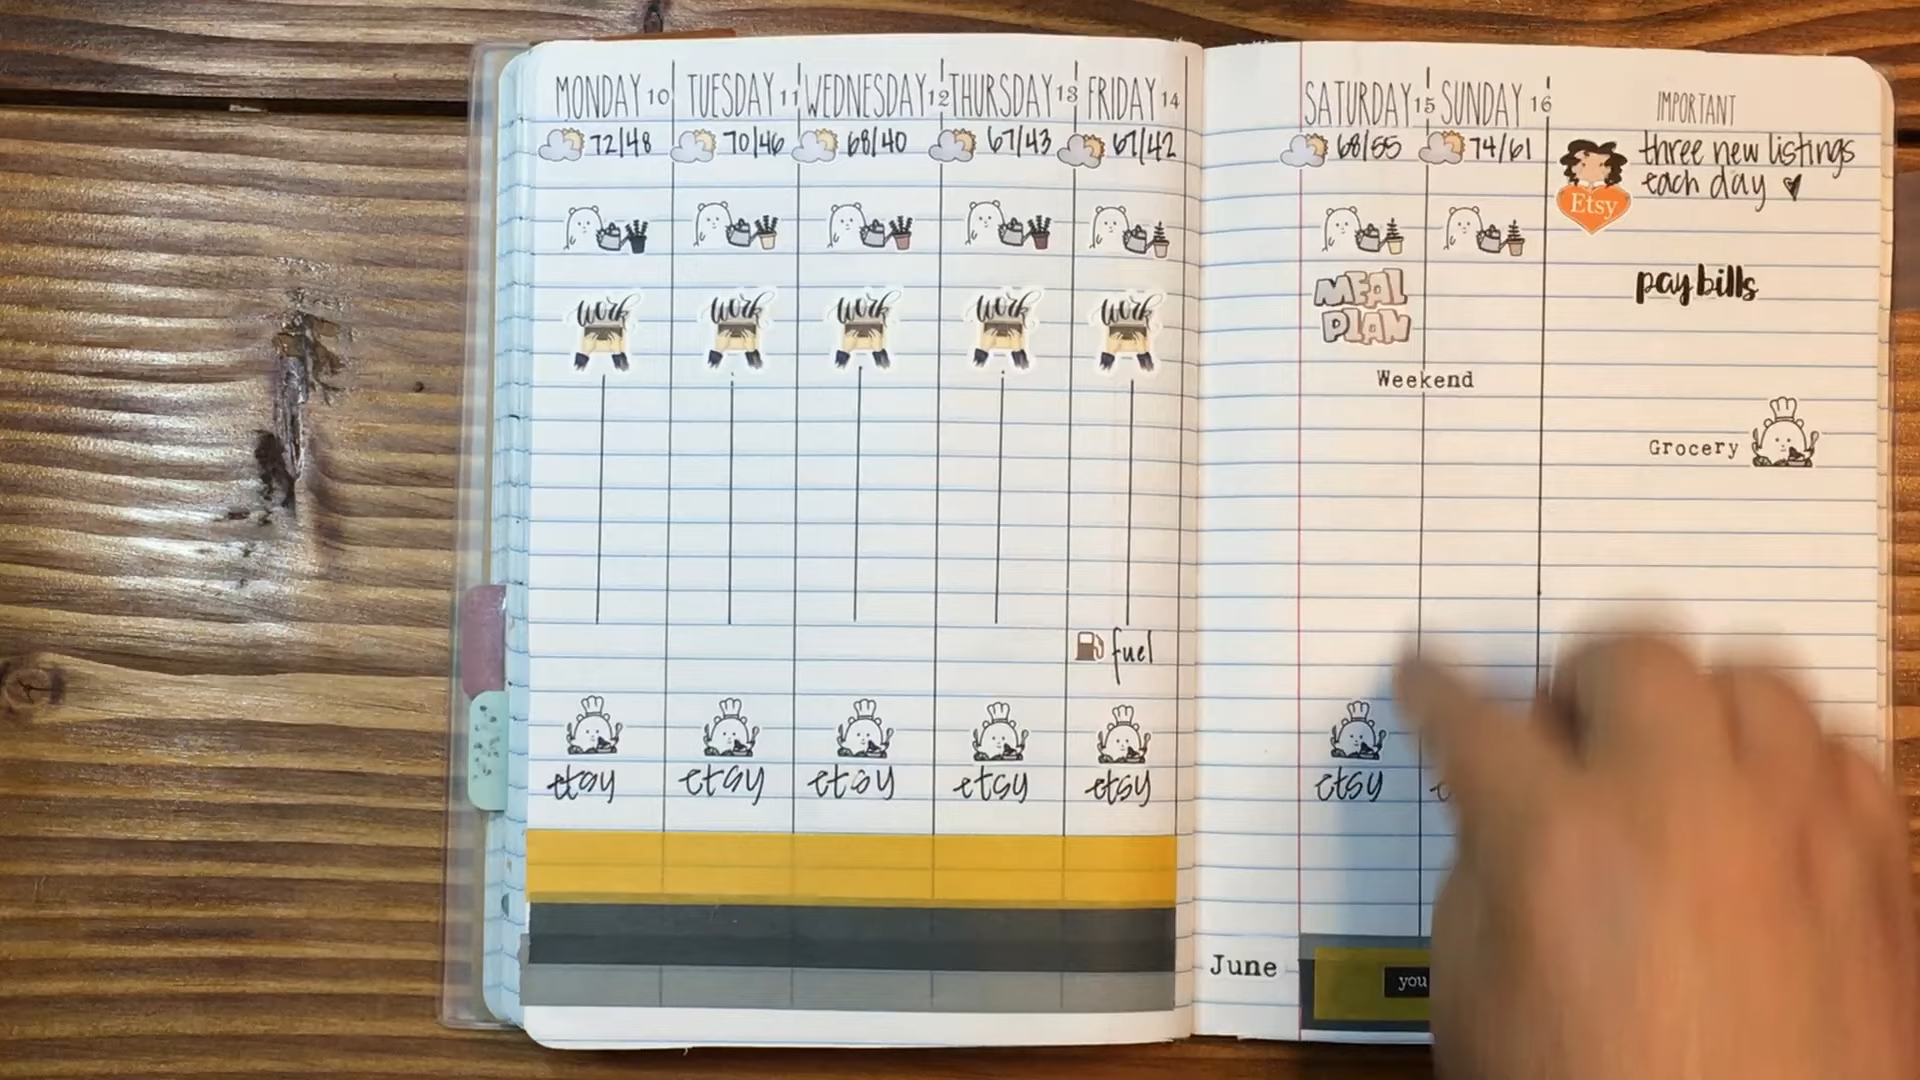 MONDAY 10 TUESDAY 11 WEDNESDAY 12 THURSDAY 13 FRIDAY 14 SATURDAY 15 SUNDAY 16 IMPORTANT
72/48 70/46 68/40 67/43 67/42 68/55 74/61
three new listings
each day
Etsy
work work work work work
MEAL
PLAN
pay bills
Weekend
Grocery
fuel
etsy etsy etsy etsy etsy etsy
June
you